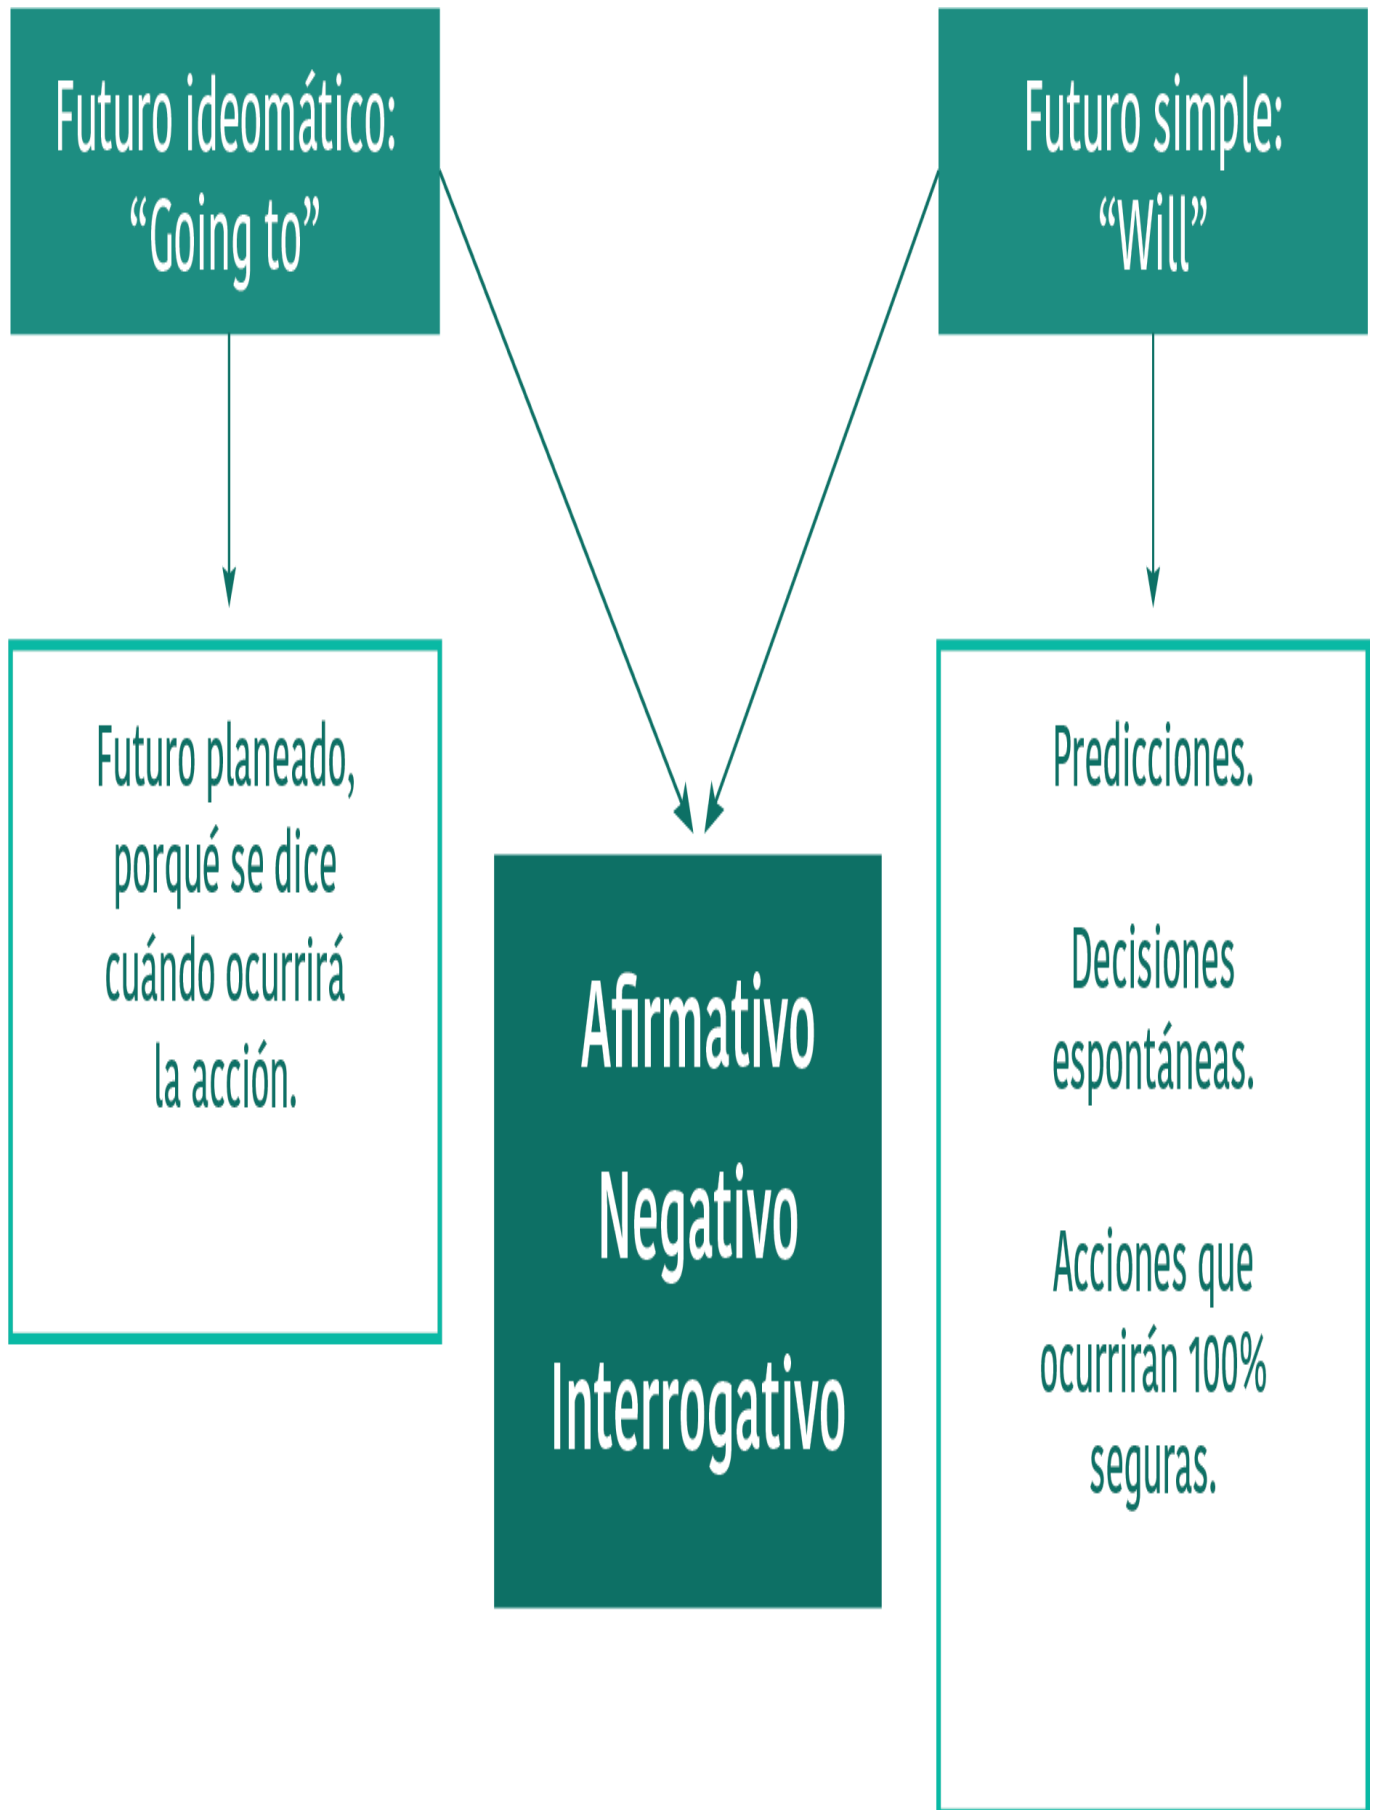 Futuro ideomático:
“Going to”
Futuro simple:
“Will”
Futuro planeado,
porqué se dice
cuándo ocurrirá
la acción.
Afirmativo
Negativo
Interrogativo
Predicciones.
Decisiones
espontáneas.
Acciones que
ocurrirán 100%
seguras.